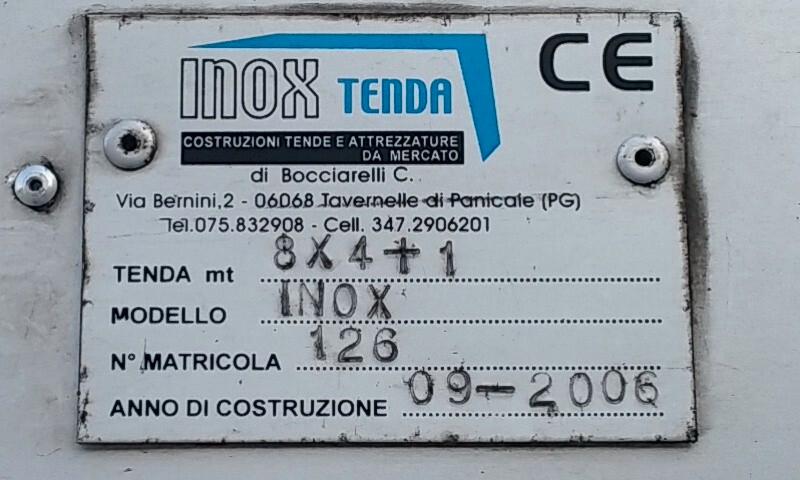 INOX TENDA
CE
COSTRUZIONI TENDE E ATTREZZATURE
DA MERCATO
di Bocciarelli C.
Via Bernini,2 - 06068 Tavernelle di Panicale (PG)
Tel.075.832908 - Cell. 347.2906201
TENDA mt 8X4+1
MODELLO INOX
N° MATRICOLA 126
ANNO DI COSTRUZIONE 09-2006